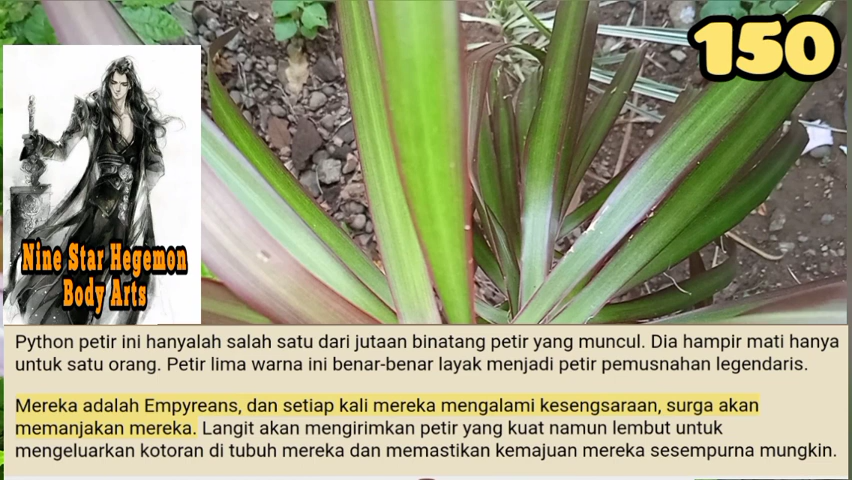 150
Nine Star Hegemon
Body Arts
Python petir ini hanyalah salah satu dari jutaan binatang petir yang muncul. Dia hampir mati hanya
untuk satu orang. Petir lima warna ini benar-benar layak menjadi petir pemusnahan legendaris.
Mereka adalah Empyreans, dan setiap kali mereka mengalami kesengsaraan, surga akan
memanjakan mereka. Langit akan mengirimkan petir yang kuat namun lembut untuk
mengeluarkan kotoran di tubuh mereka dan memastikan kemajuan mereka sesempurna mungkin.